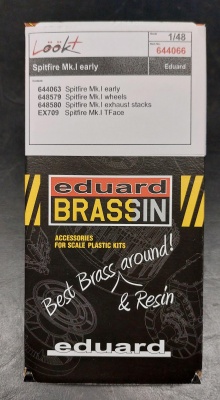 Löökt
1/48
644066
Spitfire Mk.I early
Eduard
644063 Spitfire Mk.I early
648579 Spitfire Mk.I wheels
648580 Spitfire Mk.I exhaust stacks
EX709 Spitfire Mk.I TFace
eduard
BRASSIN
ACCESSORIES
FOR SCALE PLASTIC KITS
Best Brass around!
& Resin
eduard